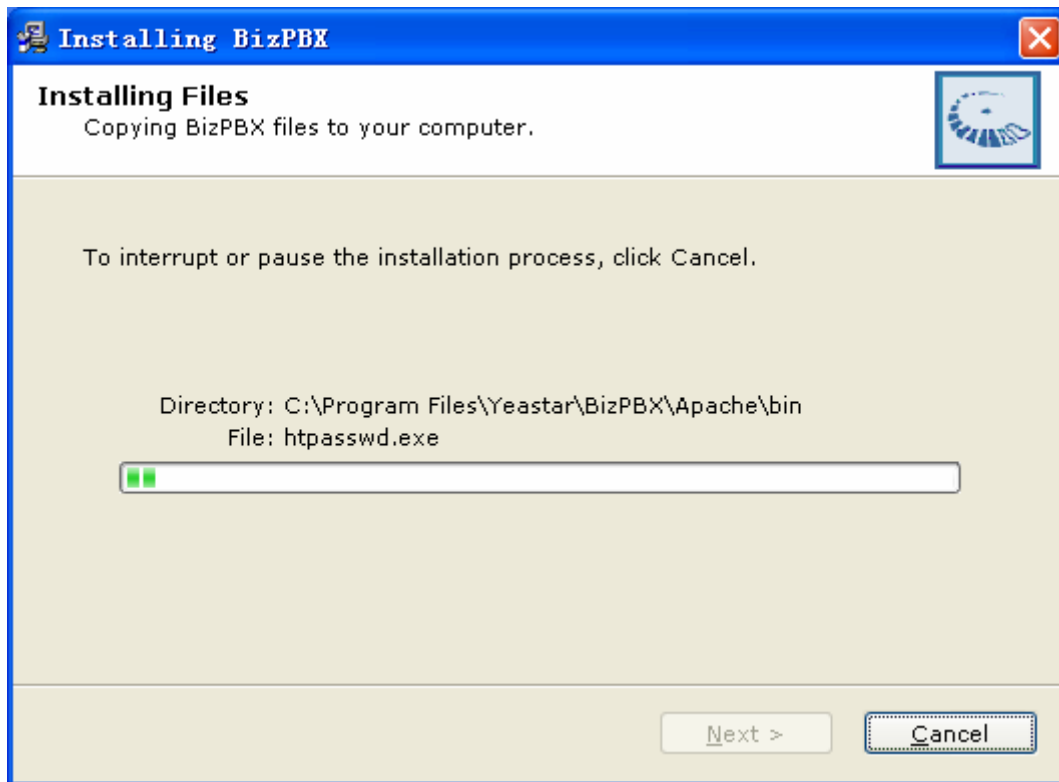 Installing BizPBX
Installing Files
Copying BizPBX files to your computer.
To interrupt or pause the installation process, click Cancel.
Directory: C:\Program Files\Yeastar\BizPBX\Apache\bin
File: htpasswd.exe
Next >
Cancel